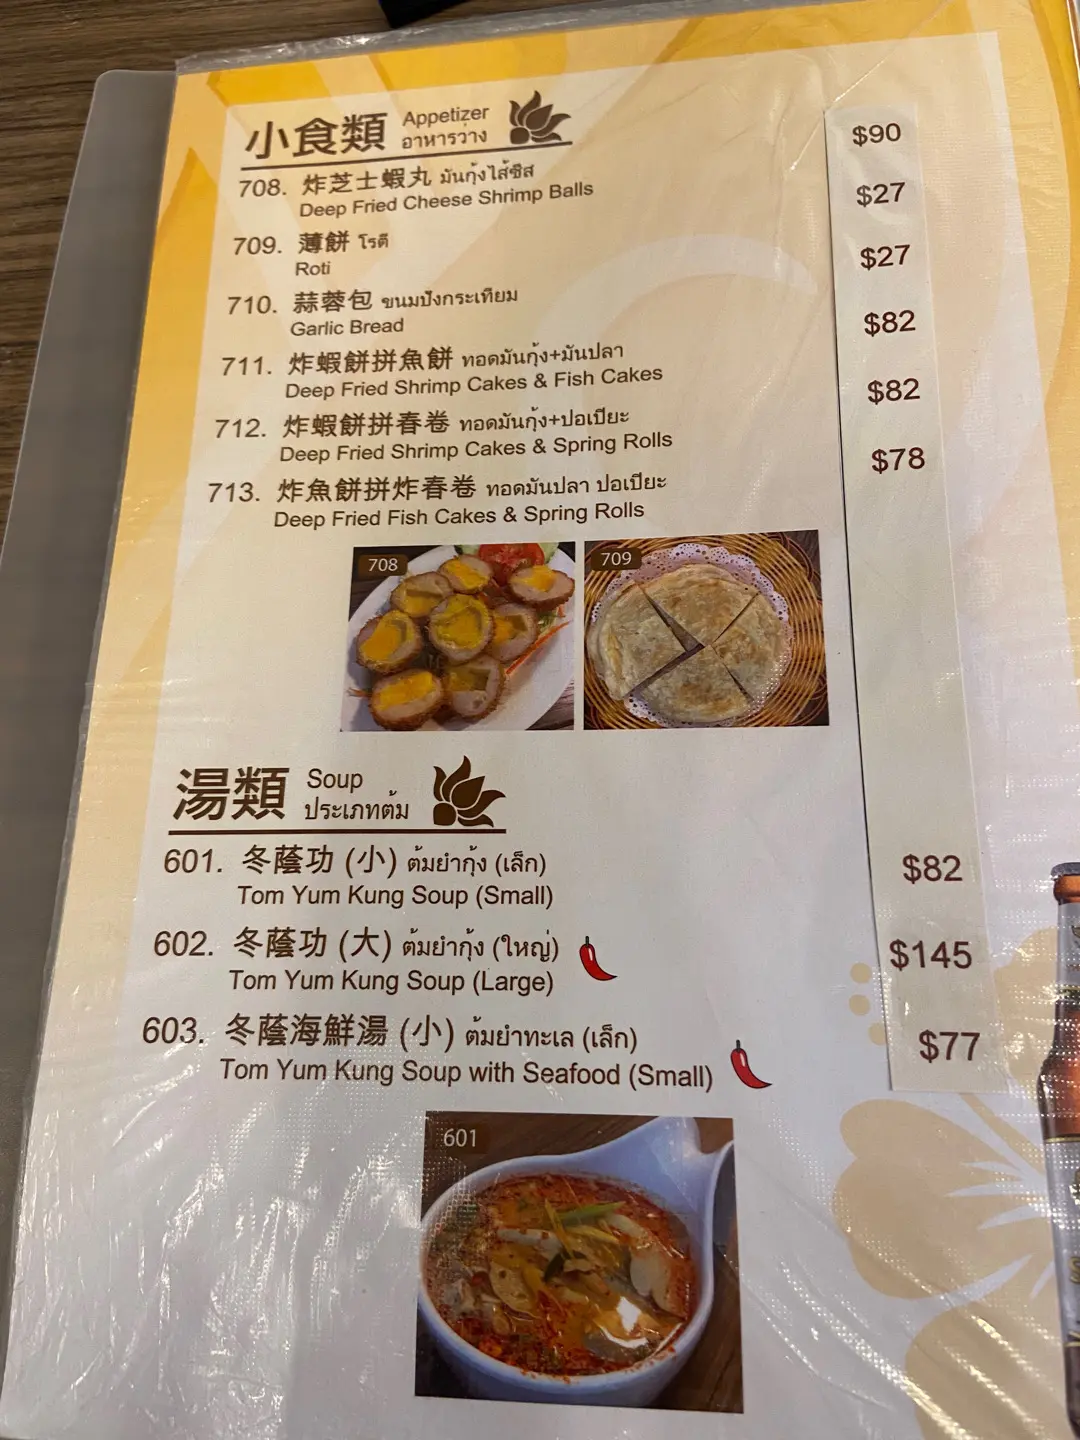 小食類 Appetizer
อาหารว่าง
708. 炸芝士蝦丸 มันกุ้งไส้ชีส $90
Deep Fried Cheese Shrimp Balls
709. 薄餅 โรตี $27
Roti
710. 蒜蓉包 ขนมปังกระเทียม $27
Garlic Bread
711. 炸蝦餅拼魚餅 ทอดมันกุ้ง+มันปลา $82
Deep Fried Shrimp Cakes & Fish Cakes
712. 炸蝦餅拼春卷 ทอดมันกุ้ง+ปอเปียะ $82
Deep Fried Shrimp Cakes & Spring Rolls
713. 炸魚餅拼炸春卷 ทอดมันปลา ปอเปียะ $78
Deep Fried Fish Cakes & Spring Rolls
708
709
湯類 Soup
ประเภทต้ม
601. 冬蔭功 (小) ต้มยำกุ้ง (เล็ก) $82
Tom Yum Kung Soup (Small)
602. 冬蔭功 (大) ต้มยำกุ้ง (ใหญ่) $145
Tom Yum Kung Soup (Large)
603. 冬蔭海鮮湯 (小) ต้มยำทะเล (เล็ก) $77
Tom Yum Kung Soup with Seafood (Small)
601